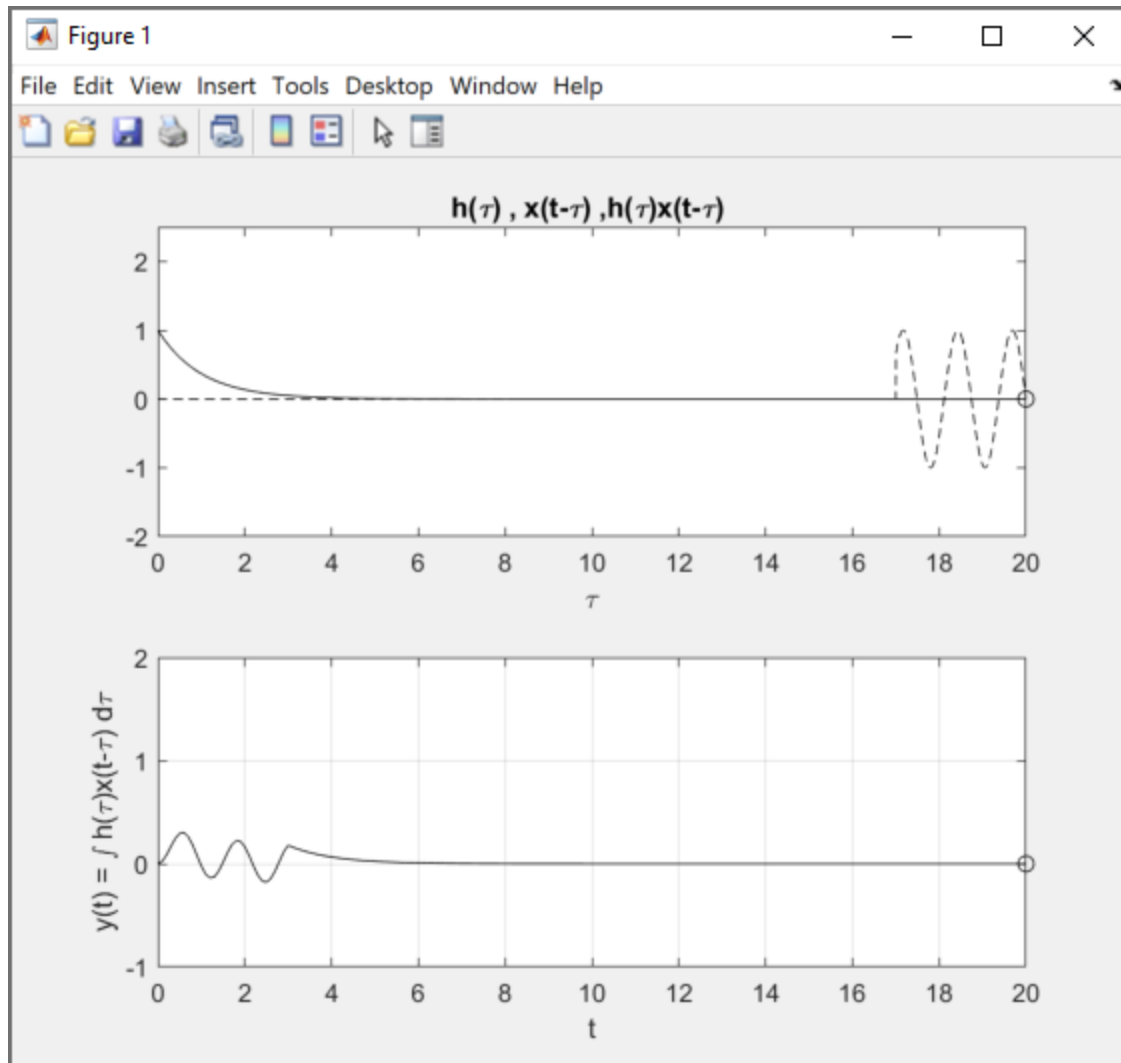 Figure 1
File Edit View Insert Tools Desktop Window Help
h(τ) , x(t-τ) ,h(τ)x(t-τ)
2
1
0
-1
-2
0 2 4 6 8 10 12 14 16 18 20
τ
y(t) = ∫ h(τ)x(t-τ) dτ
2
1
0
-1
0 2 4 6 8 10 12 14 16 18 20
t